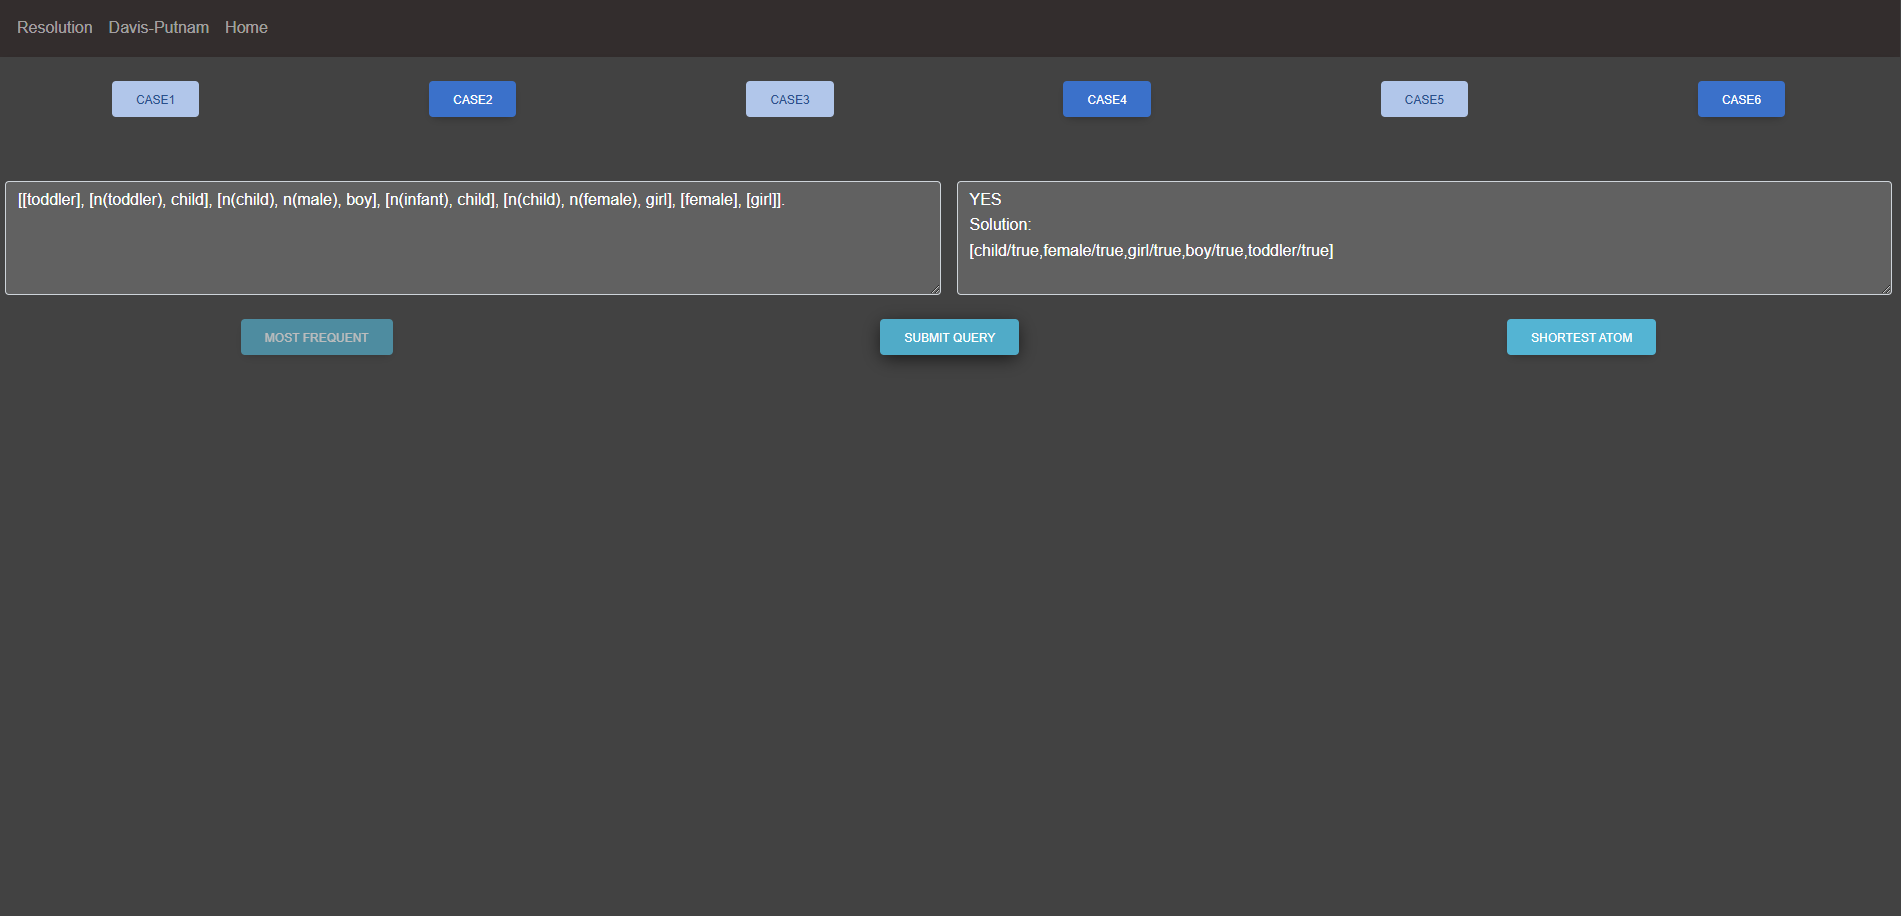 Resolution Davis-Putnam Home
CASE1 CASE2 CASE3 CASE4 CASE5 CASE6
[[toddler], [n(toddler), child], [n(child), n(male), boy], [n(infant), child], [n(child), n(female), girl], [female], [girl]].
YES
Solution:
[child/true,female/true,girl/true,boy/true,toddler/true]
MOST FREQUENT SUBMIT QUERY SHORTEST ATOM